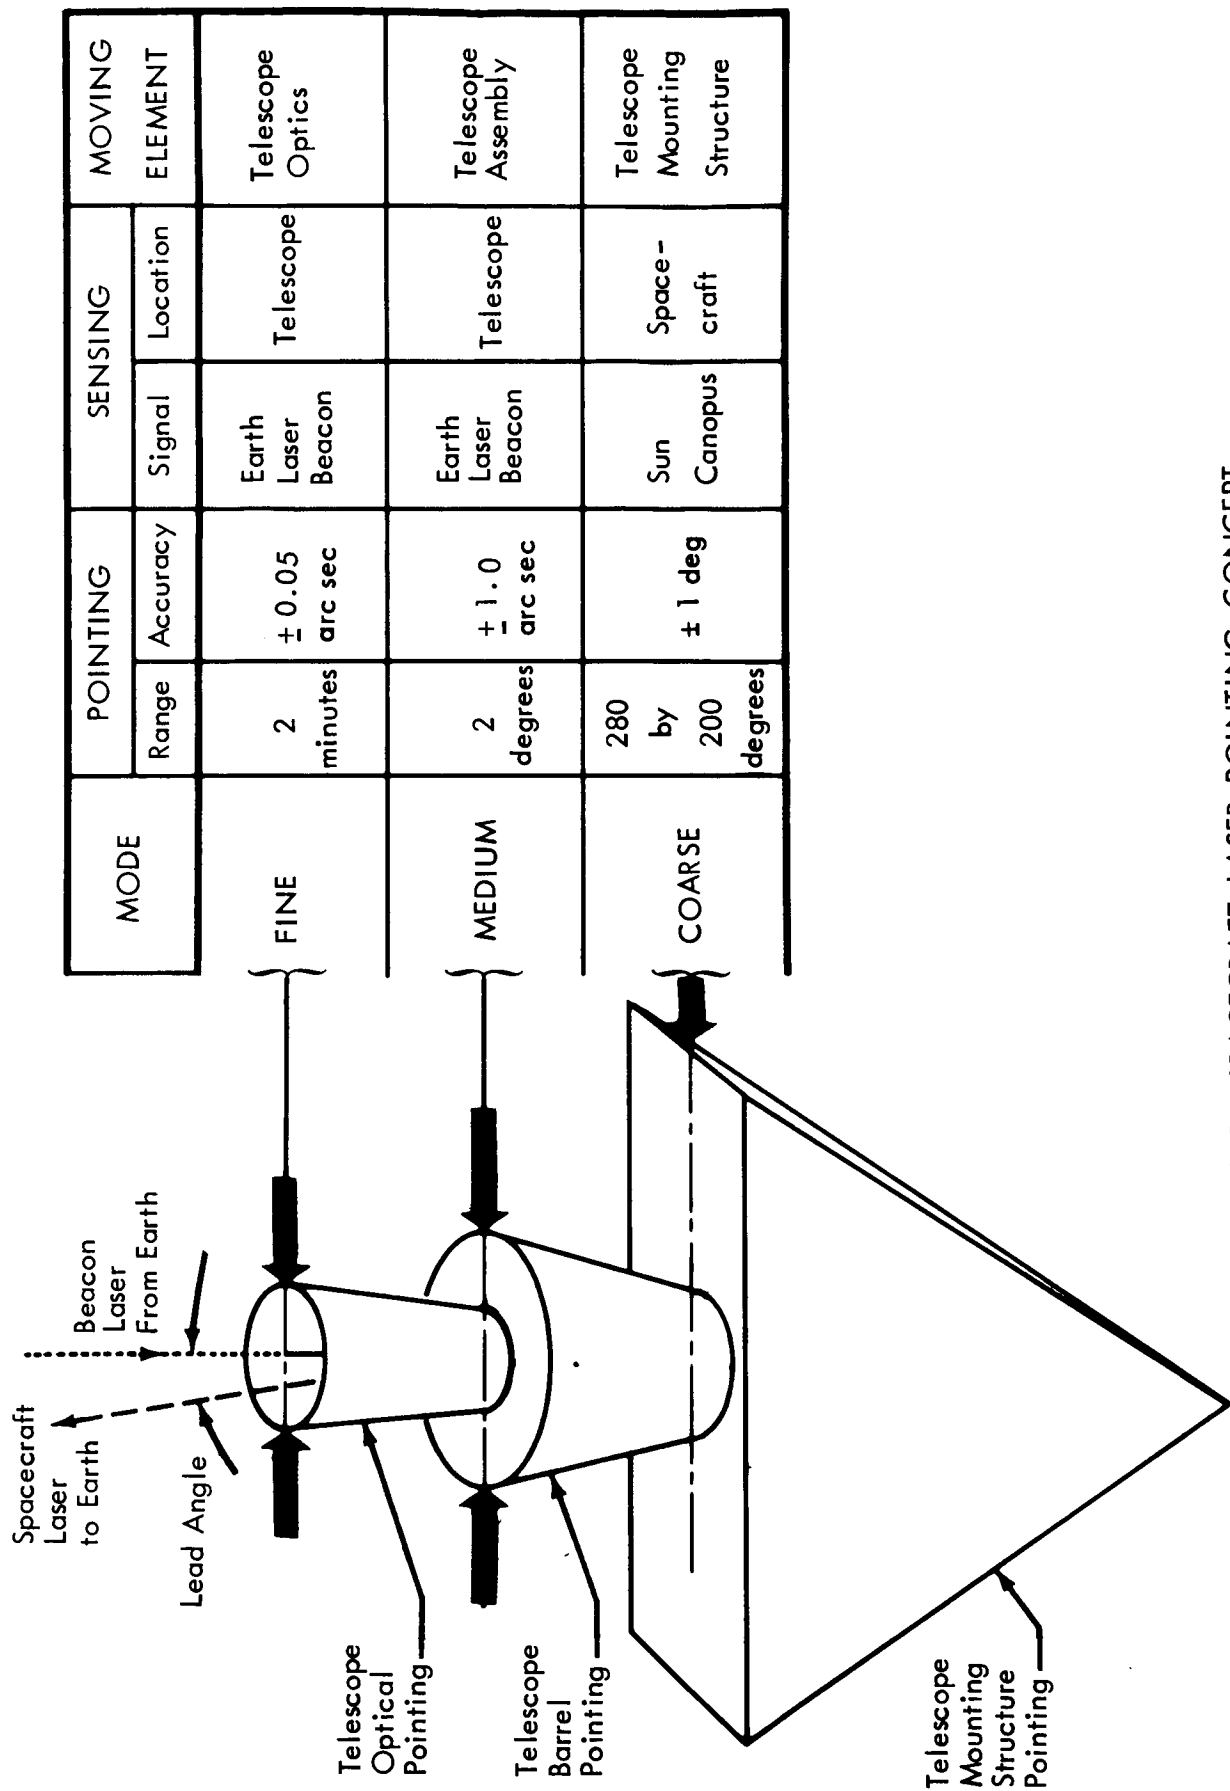 Spacecraft
Laser
to Earth
Beacon
Laser
From Earth
Lead Angle
Telescope
Optical
Pointing
Telescope
Barrel
Pointing
Telescope
Mounting
Structure
Pointing
MODE
POINTING
SENSING
MOVING
ELEMENT
Range
Accuracy
Signal
Location
FINE
2
minutes
± 0.05
arc sec
Earth
Laser
Beacon
Telescope
Telescope
Optics
MEDIUM
2
degrees
± 1.0
arc sec
Earth
Laser
Beacon
Telescope
Telescope
Assembly
COARSE
280
by
200
degrees
± 1 deg
Sun
Canopus
Space-
craft
Telescope
Mounting
Structure
LASER POINTING CONCEPT